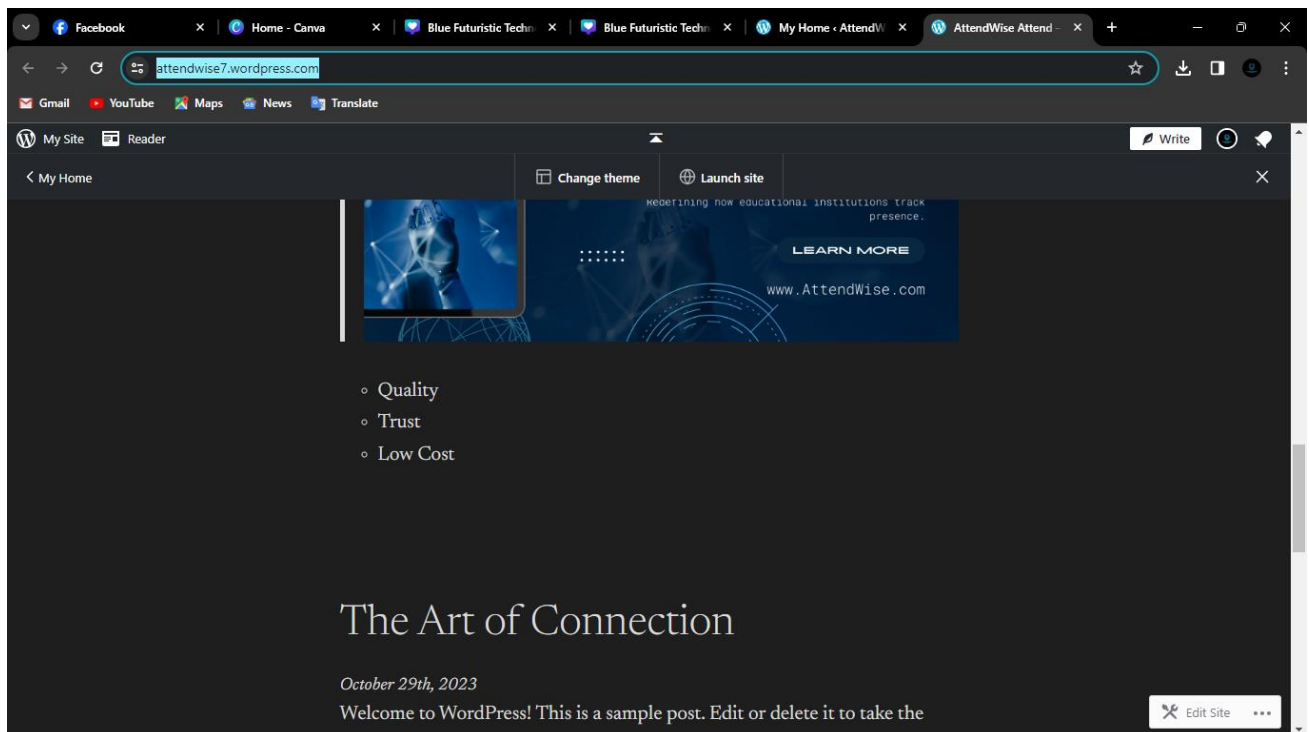 Facebook
Home - Canva
Blue Futuristic Techn
Blue Futuristic Techn
My Home ‹ AttendW
AttendWise Attend –
attendwise7.wordpress.com
Gmail YouTube Maps News Translate
My Site Reader
Write
My Home
Change theme
Launch site
Redefining how educational institutions track
presence.
LEARN MORE
www.AttendWise.com
Quality
Trust
Low Cost
The Art of Connection
October 29th, 2023
Welcome to WordPress! This is a sample post. Edit or delete it to take the
Edit Site